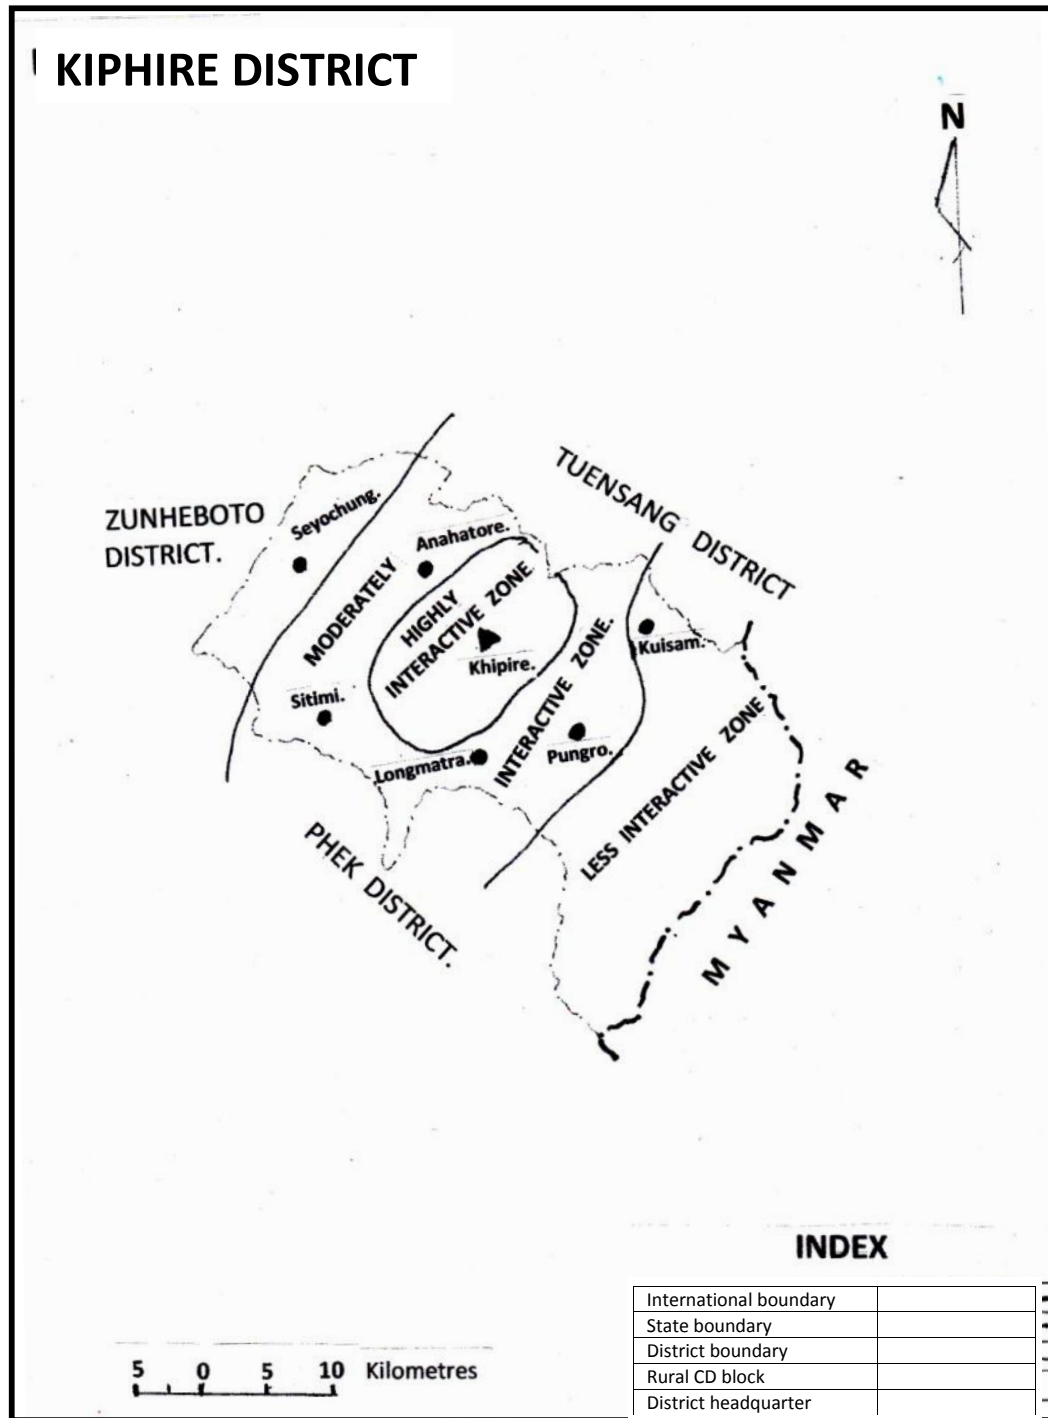 KIPHIRE DISTRICT
N
TUENSANG DISTRICT
ZUNHEBOTO
DISTRICT.
Seyochung.
Anahatore.
MODERATELY
HIGHLY
INTERACTIVE ZONE
Khipire.
INTERACTIVE ZONE.
Kuisam.
Sitimi.
Longmatra.
Pungro.
LESS INTERACTIVE ZONE
MYANMAR
PHEK DISTRICT.
INDEX
International boundary
State boundary
District boundary
Rural CD block
District headquarter
5 0 5 10 Kilometres